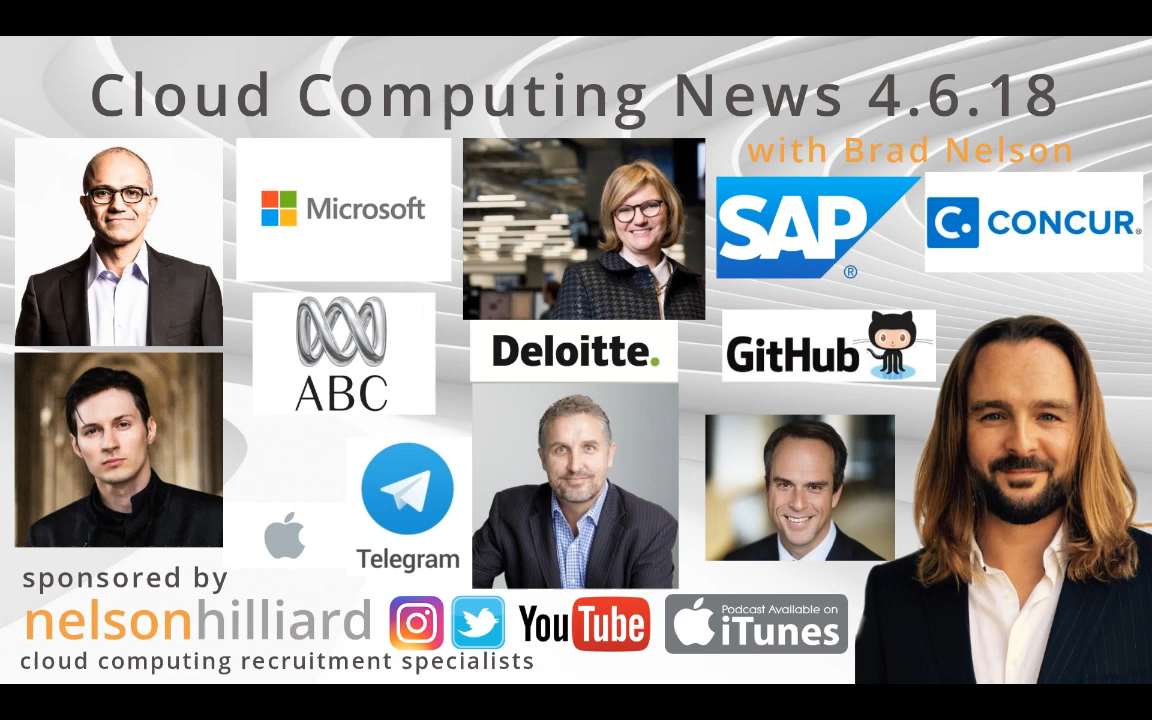 Cloud Computing News 4.6.18
with Brad Nelson
Microsoft
SAP
®
CONCUR®
ABC
Deloitte.
GitHub
Telegram
sponsored by
nelsonhilliard
YouTube
Podcast Available on
iTunes
cloud computing recruitment specialists